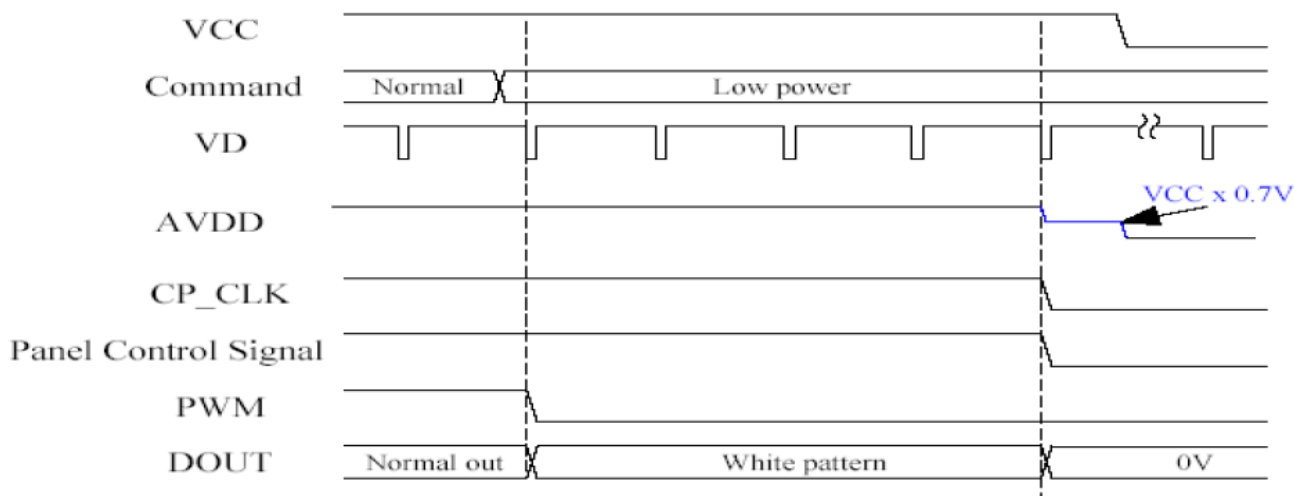 VCC
Command Normal Low power
VD
AVDD VCC x 0.7V
CP_CLK
Panel Control Signal
PWM
DOUT Normal out White pattern 0V